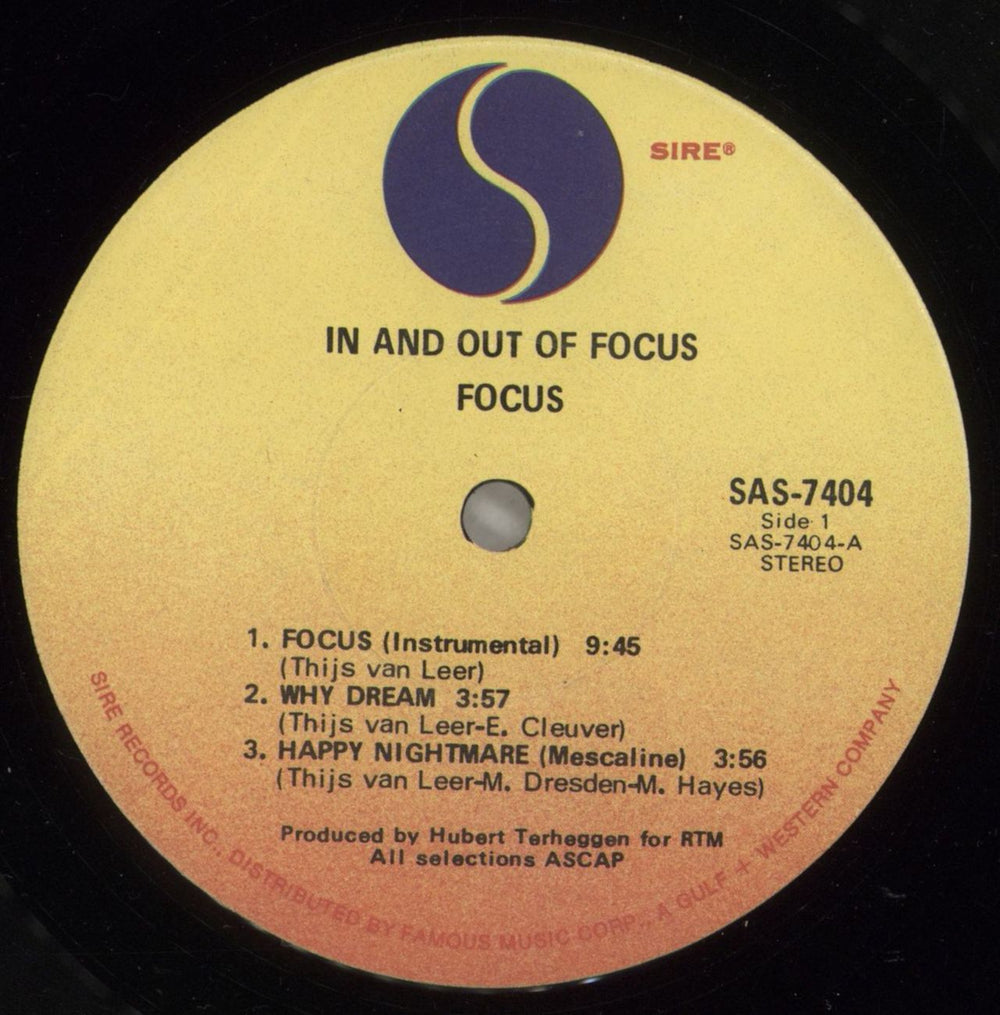 SIRE®
IN AND OUT OF FOCUS
FOCUS
SAS-7404
Side 1
SAS-7404-A
STEREO
1. FOCUS (Instrumental) 9:45
(Thijs van Leer)
2. WHY DREAM 3:57
(Thijs van Leer-E. Cleuver)
3. HAPPY NIGHTMARE (Mescaline) 3:56
(Thijs van Leer-M. Dresden-M. Hayes)
Produced by Hubert Terheggen for RTM
All selections ASCAP
SIRE RECORDS INC., DISTRIBUTED BY FAMOUS MUSIC CORP., A GULF + WESTERN COMPANY